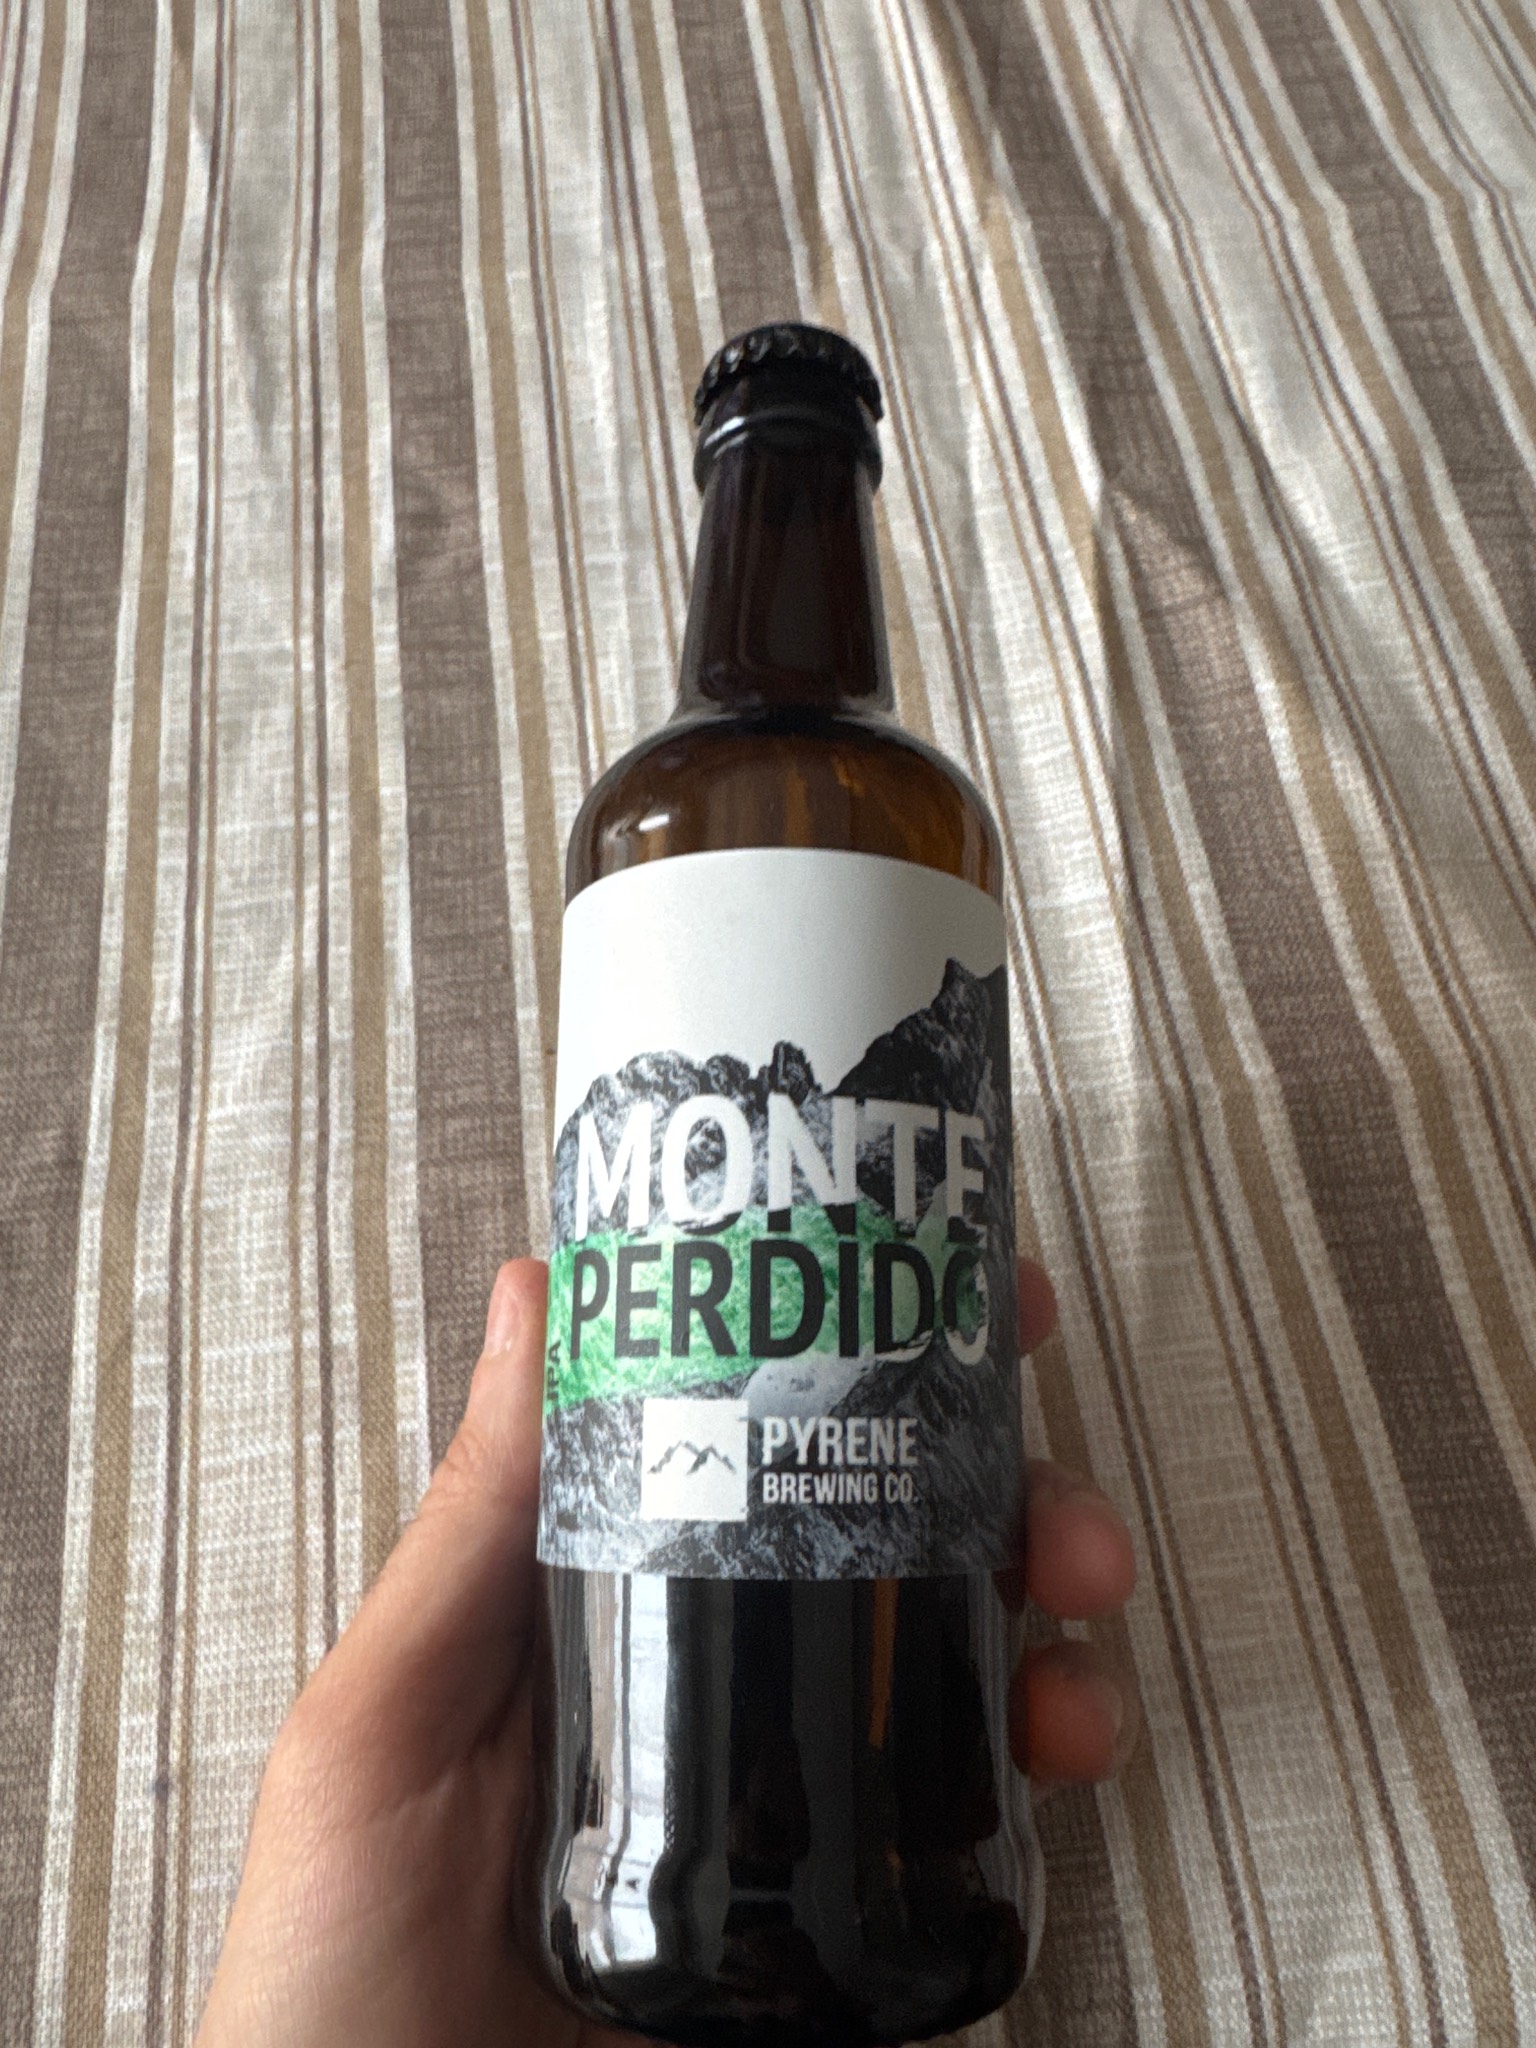 MONTE
PERDIDO
IPA
PYRENE
BREWING CO.